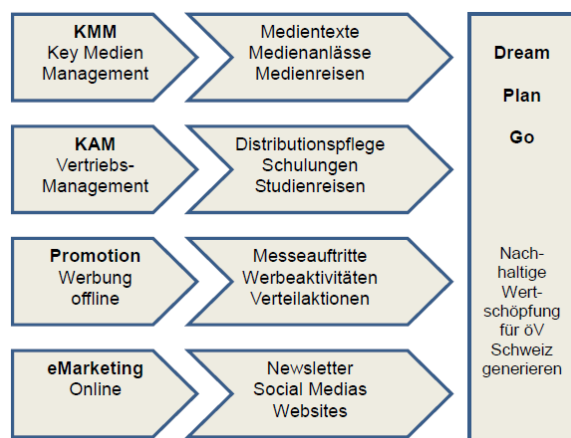 KMM
Key Medien
Management
Medientexte
Medienanlässe
Medienreisen
KAM
Vertriebs-
Management
Distributionspflege
Schulungen
Studienreisen
Promotion
Werbung
offline
Messeauftritte
Werbeaktivitäten
Verteilaktionen
eMarketing
Online
Newsletter
Social Medias
Websites
Dream
Plan
Go
Nach-
haltige
Wert-
schöpfung
für öV
Schweiz
generieren